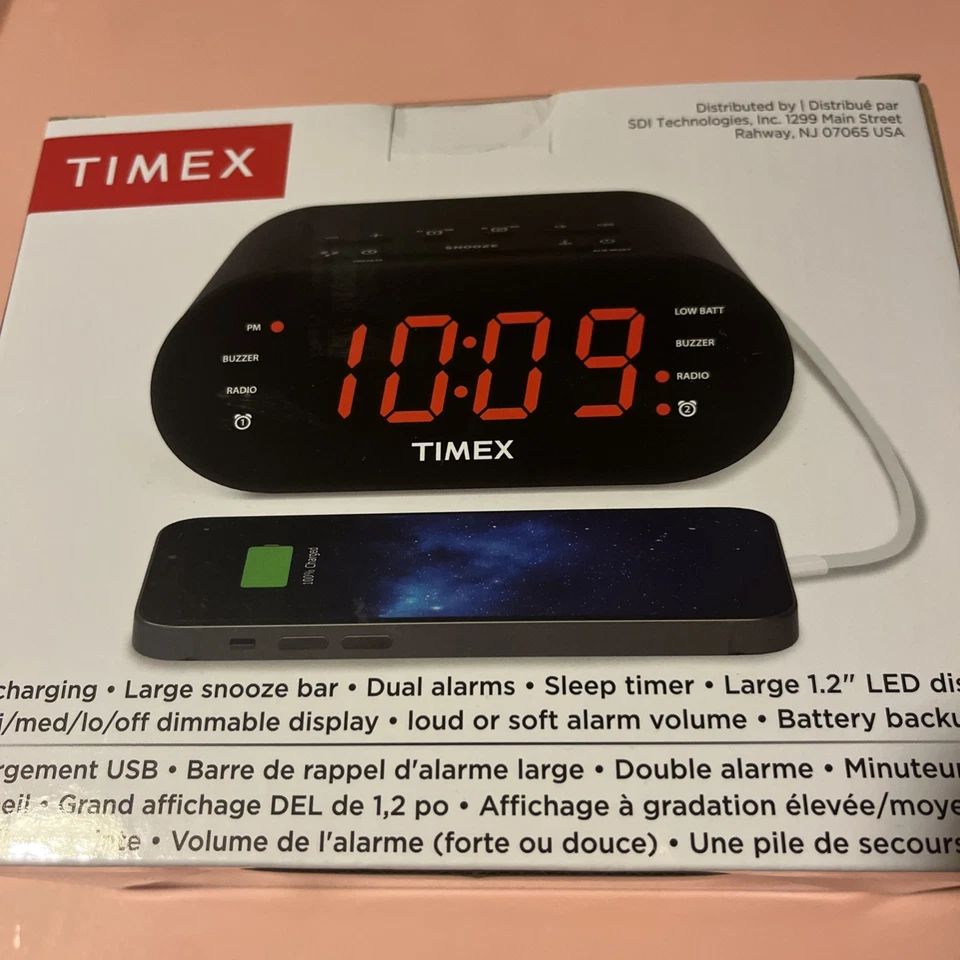 Distributed by | Distribué par
SDI Technologies, Inc. 1299 Main Street
Rahway, NJ 07065 USA
TIMEX
SNOOZE
PM
BUZZER
RADIO
1
10:09
LOW BATT
BUZZER
RADIO
2
TIMEX
100% Charged
charging • Large snooze bar • Dual alarms • Sleep timer • Large 1.2" LED dis
i/med/lo/off dimmable display • loud or soft alarm volume • Battery backu
rgement USB • Barre de rappel d'alarme large • Double alarme • Minuteur
eil • Grand affichage DEL de 1,2 po • Affichage à gradation élevée/moye
te • Volume de l'alarme (forte ou douce) • Une pile de secours